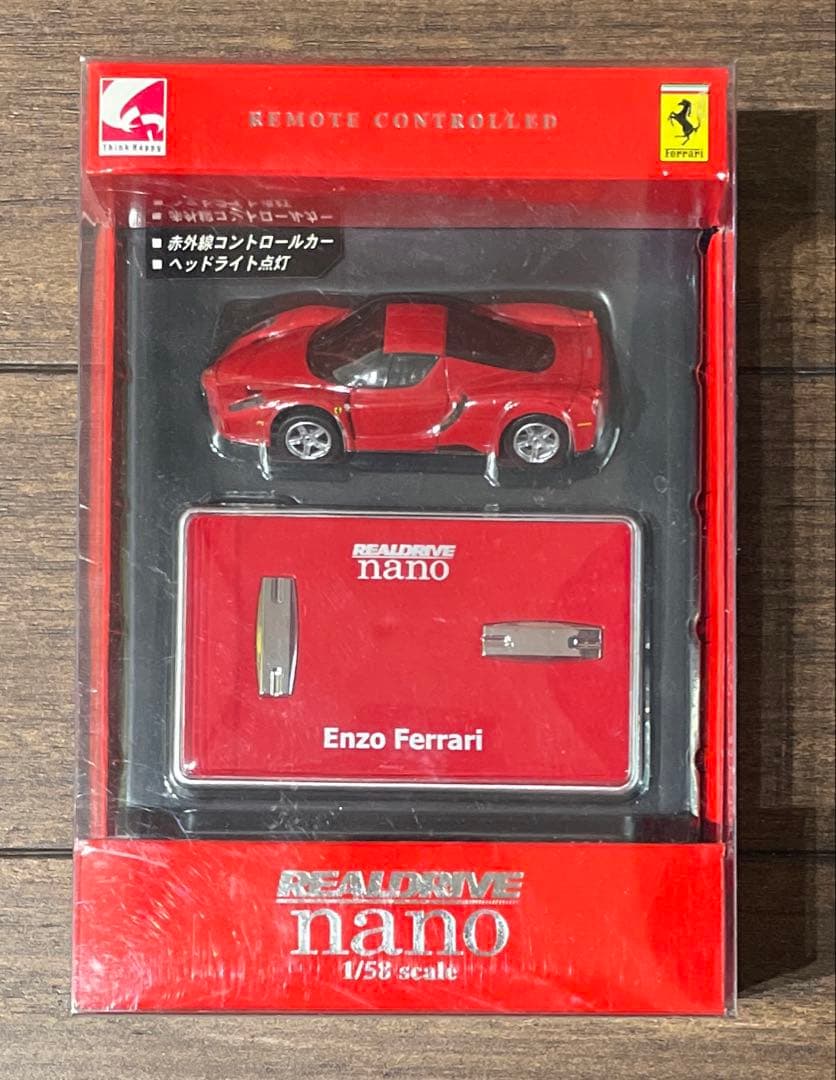 Think Happy
REMOTE CONTROLLED
Ferrari
■ 赤外線コントロールカー
■ ヘッドライト点灯
REALDRIVE
nano
Enzo Ferrari
REALDRIVE
nano
1/58 scale